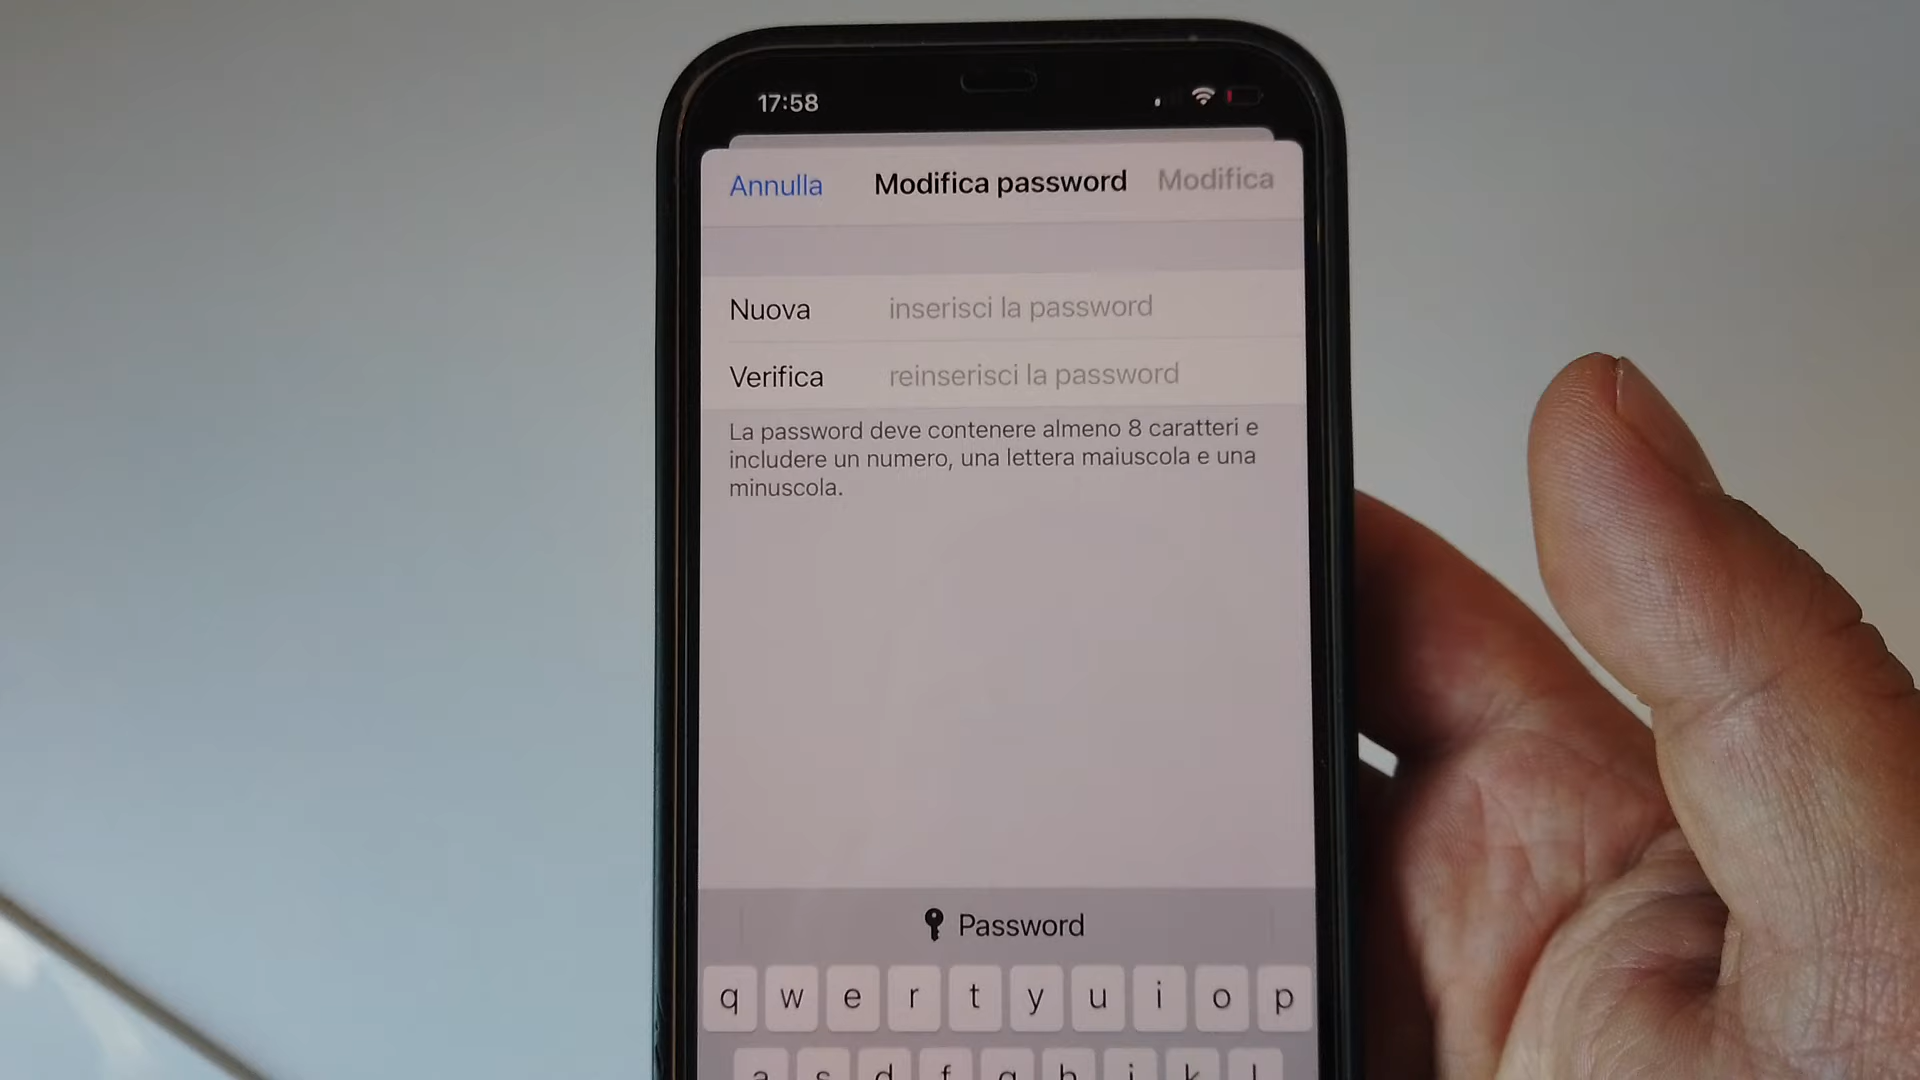 17:58
Annulla Modifica password Modifica
Nuova inserisci la password
Verifica reinserisci la password
La password deve contenere almeno 8 caratteri e
includere un numero, una lettera maiuscola e una
minuscola.
Password
q w e r t y u i o p
a s d f g h j k l